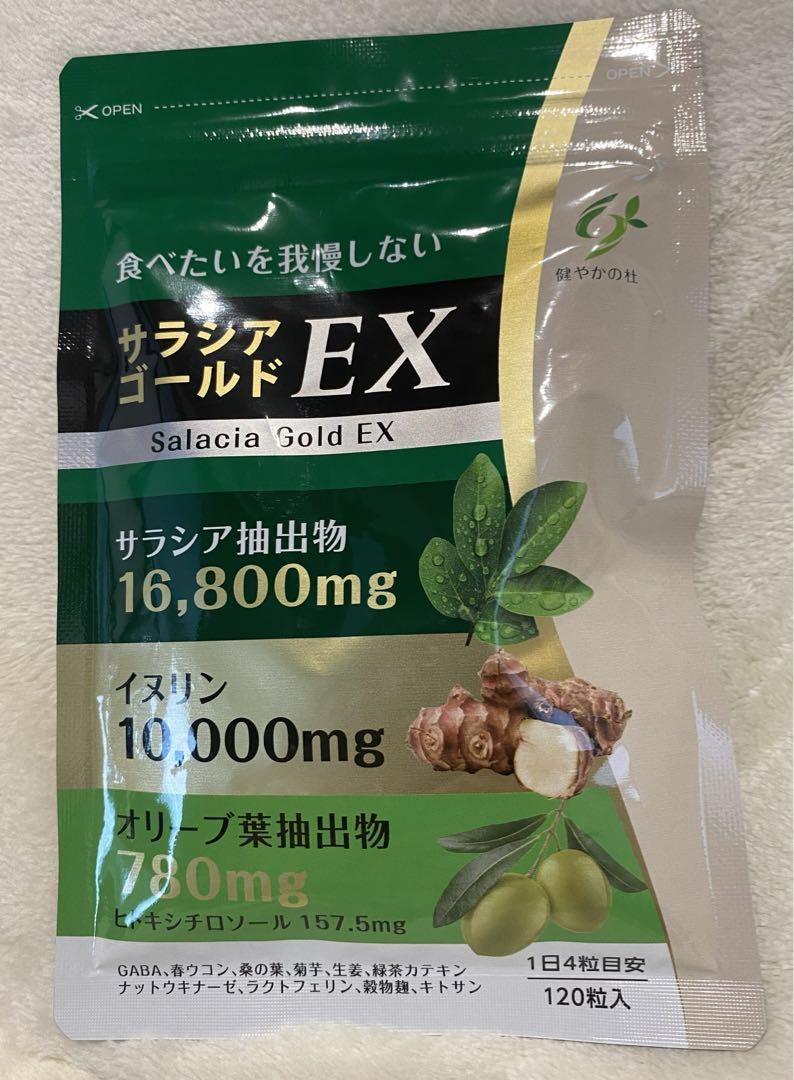 OPEN
OPEN
健やかの杜
食べたいを我慢しない
サラシア
ゴールド
EX
Salacia Gold EX
サラシア抽出物
16,800mg
イヌリン
10,000mg
オリーブ葉抽出物
780mg
ヒドロキシチロソール 157.5mg
GABA、春ウコン、桑の葉、菊芋、生姜、緑茶カテキン
ナットウキナーゼ、ラクトフェリン、穀物麹、キトサン
1日4粒目安
120粒入